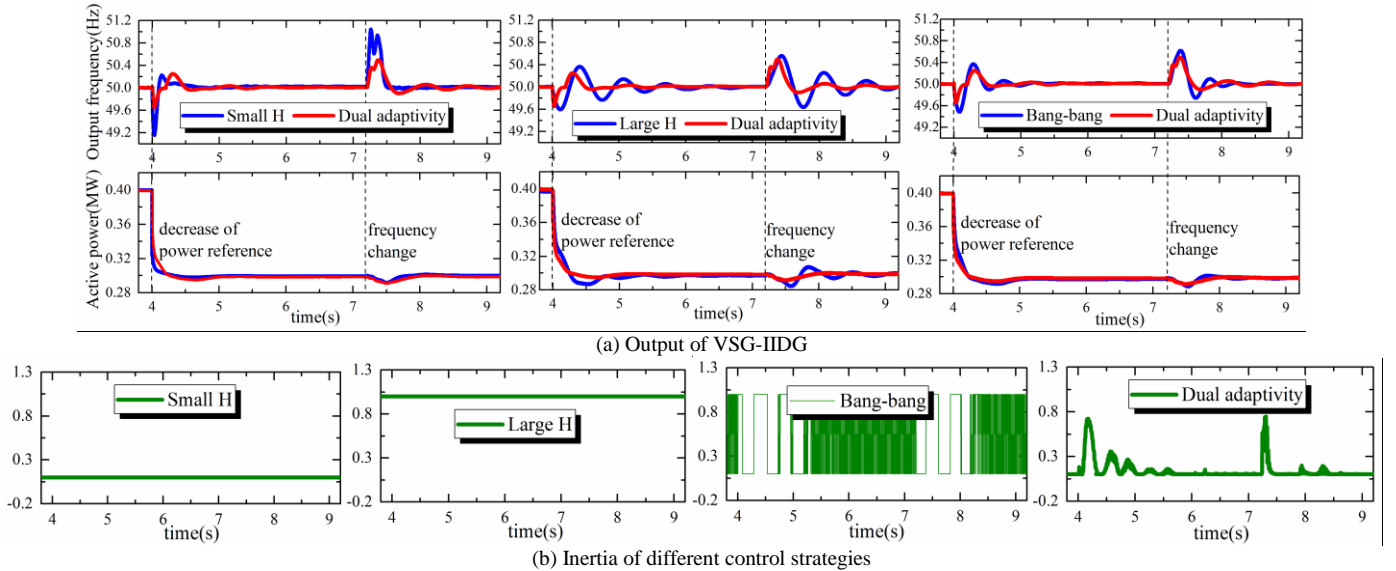 Output frequency(Hz)
51.2
50.8
50.4
50.0
49.6
49.2
Small H
Dual adaptivity
4 5 6 7 8 9
51.2
50.8
50.4
50.0
49.6
49.2
Large H
Dual adaptivity
4 5 6 7 8 9
51.2
50.8
50.4
50.0
49.6
49.2
Bang-bang
Dual adaptivity
4 5 6 7 8 9
Active power(MW)
0.40
0.36
0.32
0.28
decrease of
power reference
frequency
change
4 5 6 7 8 9
time(s)
0.40
0.36
0.32
0.28
decrease of
power reference
frequency
change
4 5 6 7 8 9
time(s)
0.40
0.36
0.32
0.28
decrease of
power reference
frequency
change
4 5 6 7 8 9
time(s)
(a) Output of VSG-IIDG
1.3
0.8
0.3
-0.2
Small H
4 5 6 7 8 9
time(s)
1.3
0.8
0.3
-0.2
Large H
4 5 6 7 8 9
time(s)
1.3
0.8
0.3
-0.2
Bang-bang
4 5 6 7 8 9
time(s)
1.3
0.8
0.3
-0.2
Dual adaptivity
4 5 6 7 8 9
time(s)
(b) Inertia of different control strategies